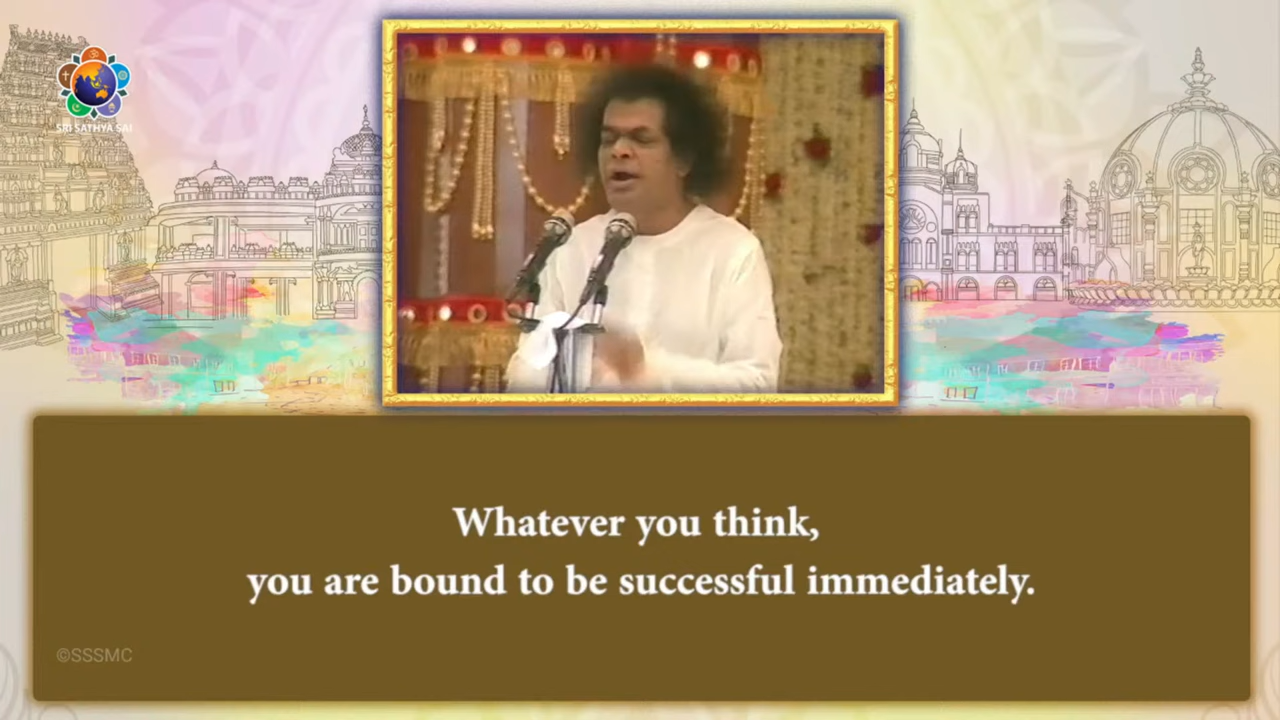 SRI SATHYA SAI
Whatever you think,
you are bound to be successful immediately.
©SSSMC